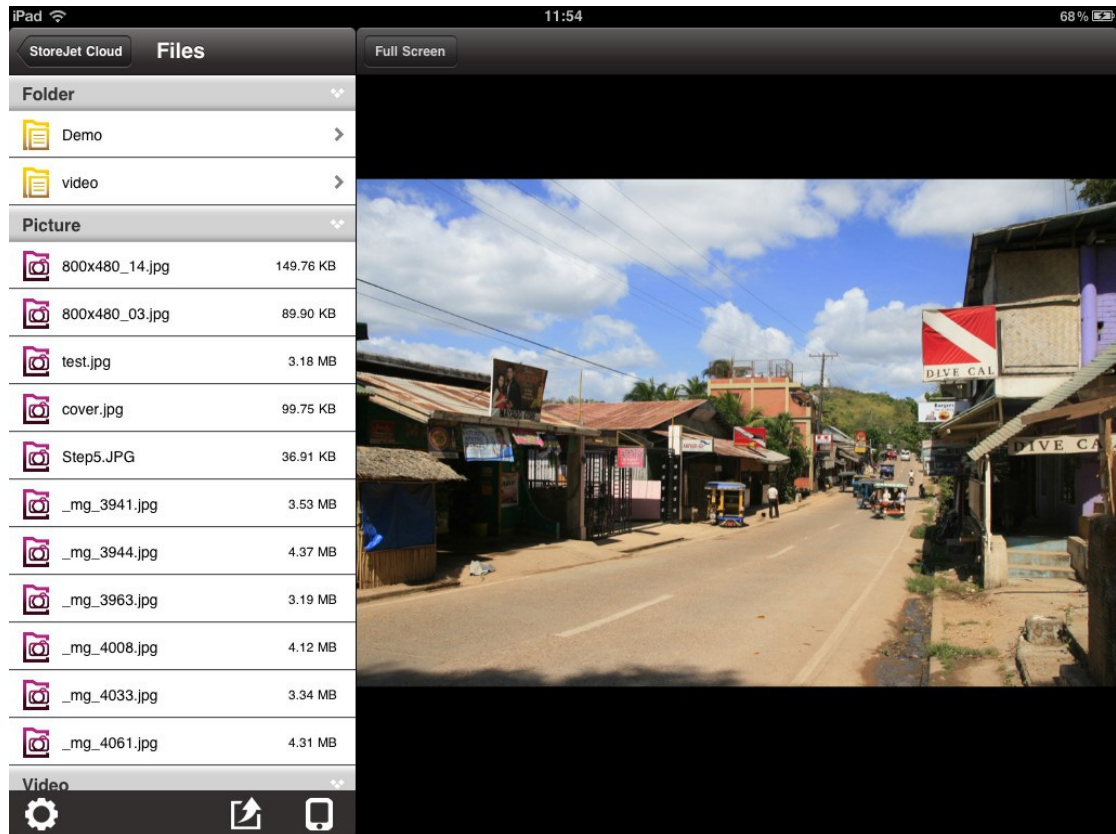 iPad 11:54 68%
StoreJet Cloud Files Full Screen
Folder
Demo
video
Picture
800x480_14.jpg 149.76 KB
800x480_03.jpg 89.90 KB
test.jpg 3.18 MB
cover.jpg 99.75 KB
Step5.JPG 36.91 KB
_mg_3941.jpg 3.53 MB
_mg_3944.jpg 4.37 MB
_mg_3963.jpg 3.19 MB
_mg_4008.jpg 4.12 MB
_mg_4033.jpg 3.34 MB
_mg_4061.jpg 4.31 MB
Video
DIVE CAL
DIVE CA